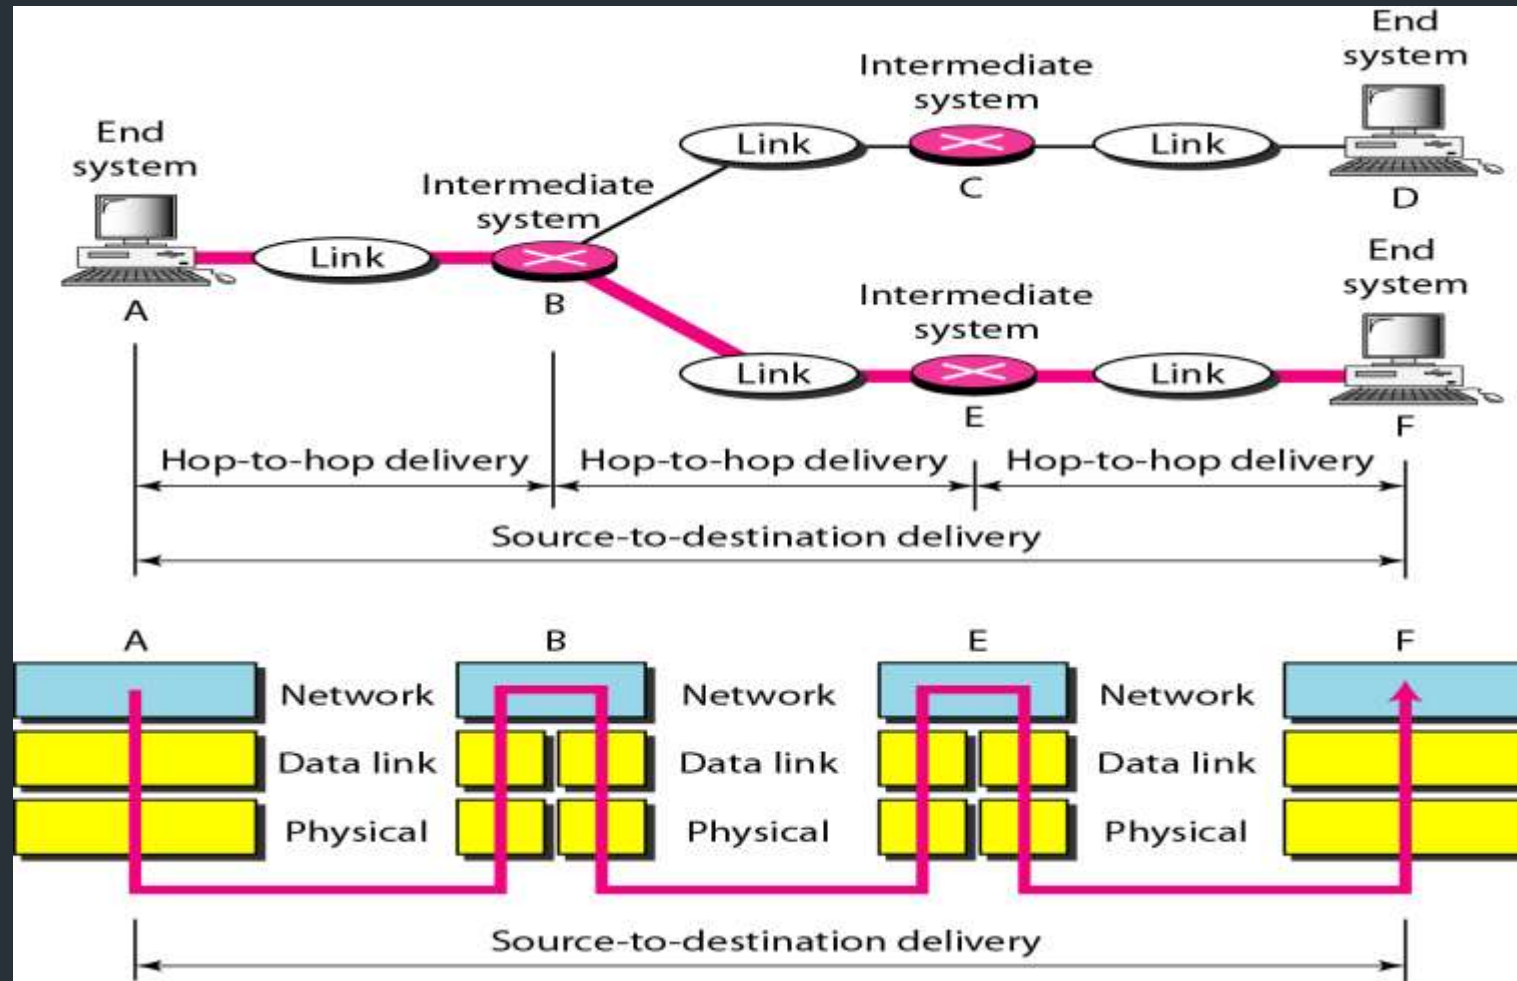 End
system
Intermediate
system
End
system
Link
Link
C
D
Intermediate
system
Link
A
B
End
system
Intermediate
system
Link
Link
E
F
Hop-to-hop delivery
Hop-to-hop delivery
Hop-to-hop delivery
Source-to-destination delivery
A
B
E
F
Network
Network
Network
Data link
Data link
Data link
Physical
Physical
Physical
Source-to-destination delivery